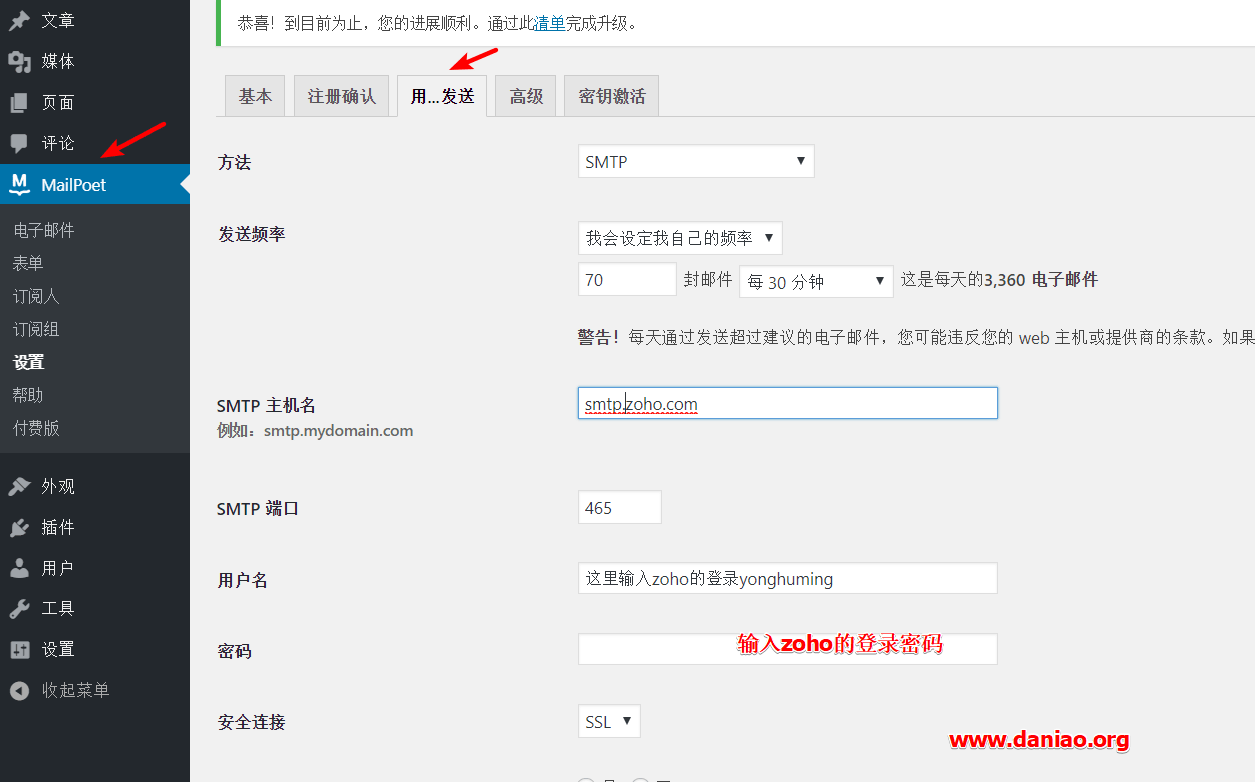 文章
媒体
页面
评论
MailPoet
电子邮件
表单
订阅人
订阅组
设置
帮助
付费版
外观
插件
用户
工具
设置
收起菜单
恭喜！到目前为止，您的进展顺利。通过此清单完成升级。
基本 注册确认 用...发送 高级 密钥激活
方法 SMTP
发送频率 我会设定我自己的频率
70 封邮件 每 30 分钟 这是每天的3,360 电子邮件
警告！每天通过发送超过建议的电子邮件，您可能违反您的 web 主机或提供商的条款。如果
SMTP 主机名 smtp.zoho.com
例如：smtp.mydomain.com
SMTP 端口 465
用户名 这里输入zoho的登录yonghuming
密码 输入zoho的登录密码
安全连接 SSL
www.daniao.org